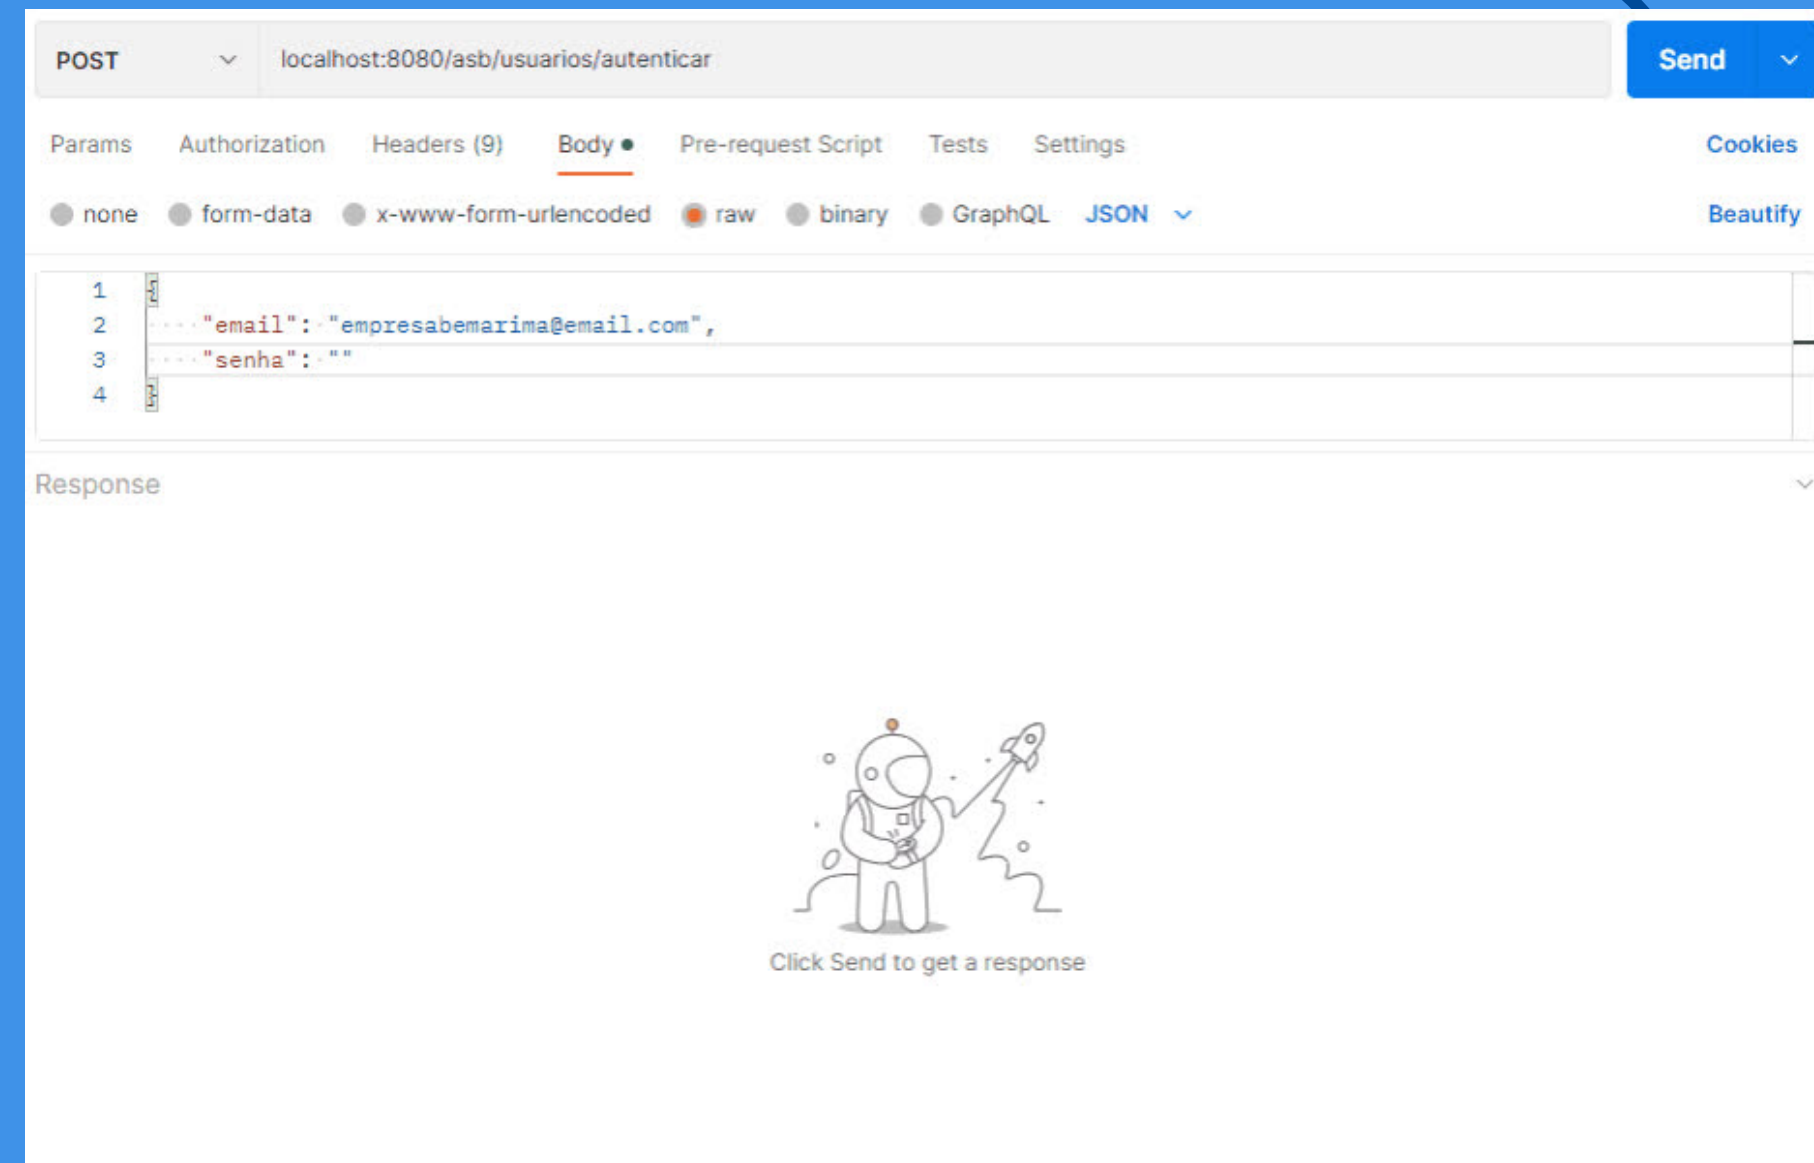 POST localhost:8080/asb/usuarios/autenticar Send
Params Authorization Headers (9) Body Pre-request Script Tests Settings Cookies
none form-data x-www-form-urlencoded raw binary GraphQL JSON Beautify
1 {
2 "email": "empresabemarima@email.com",
3 "senha": ""
4 }
Response
Click Send to get a response